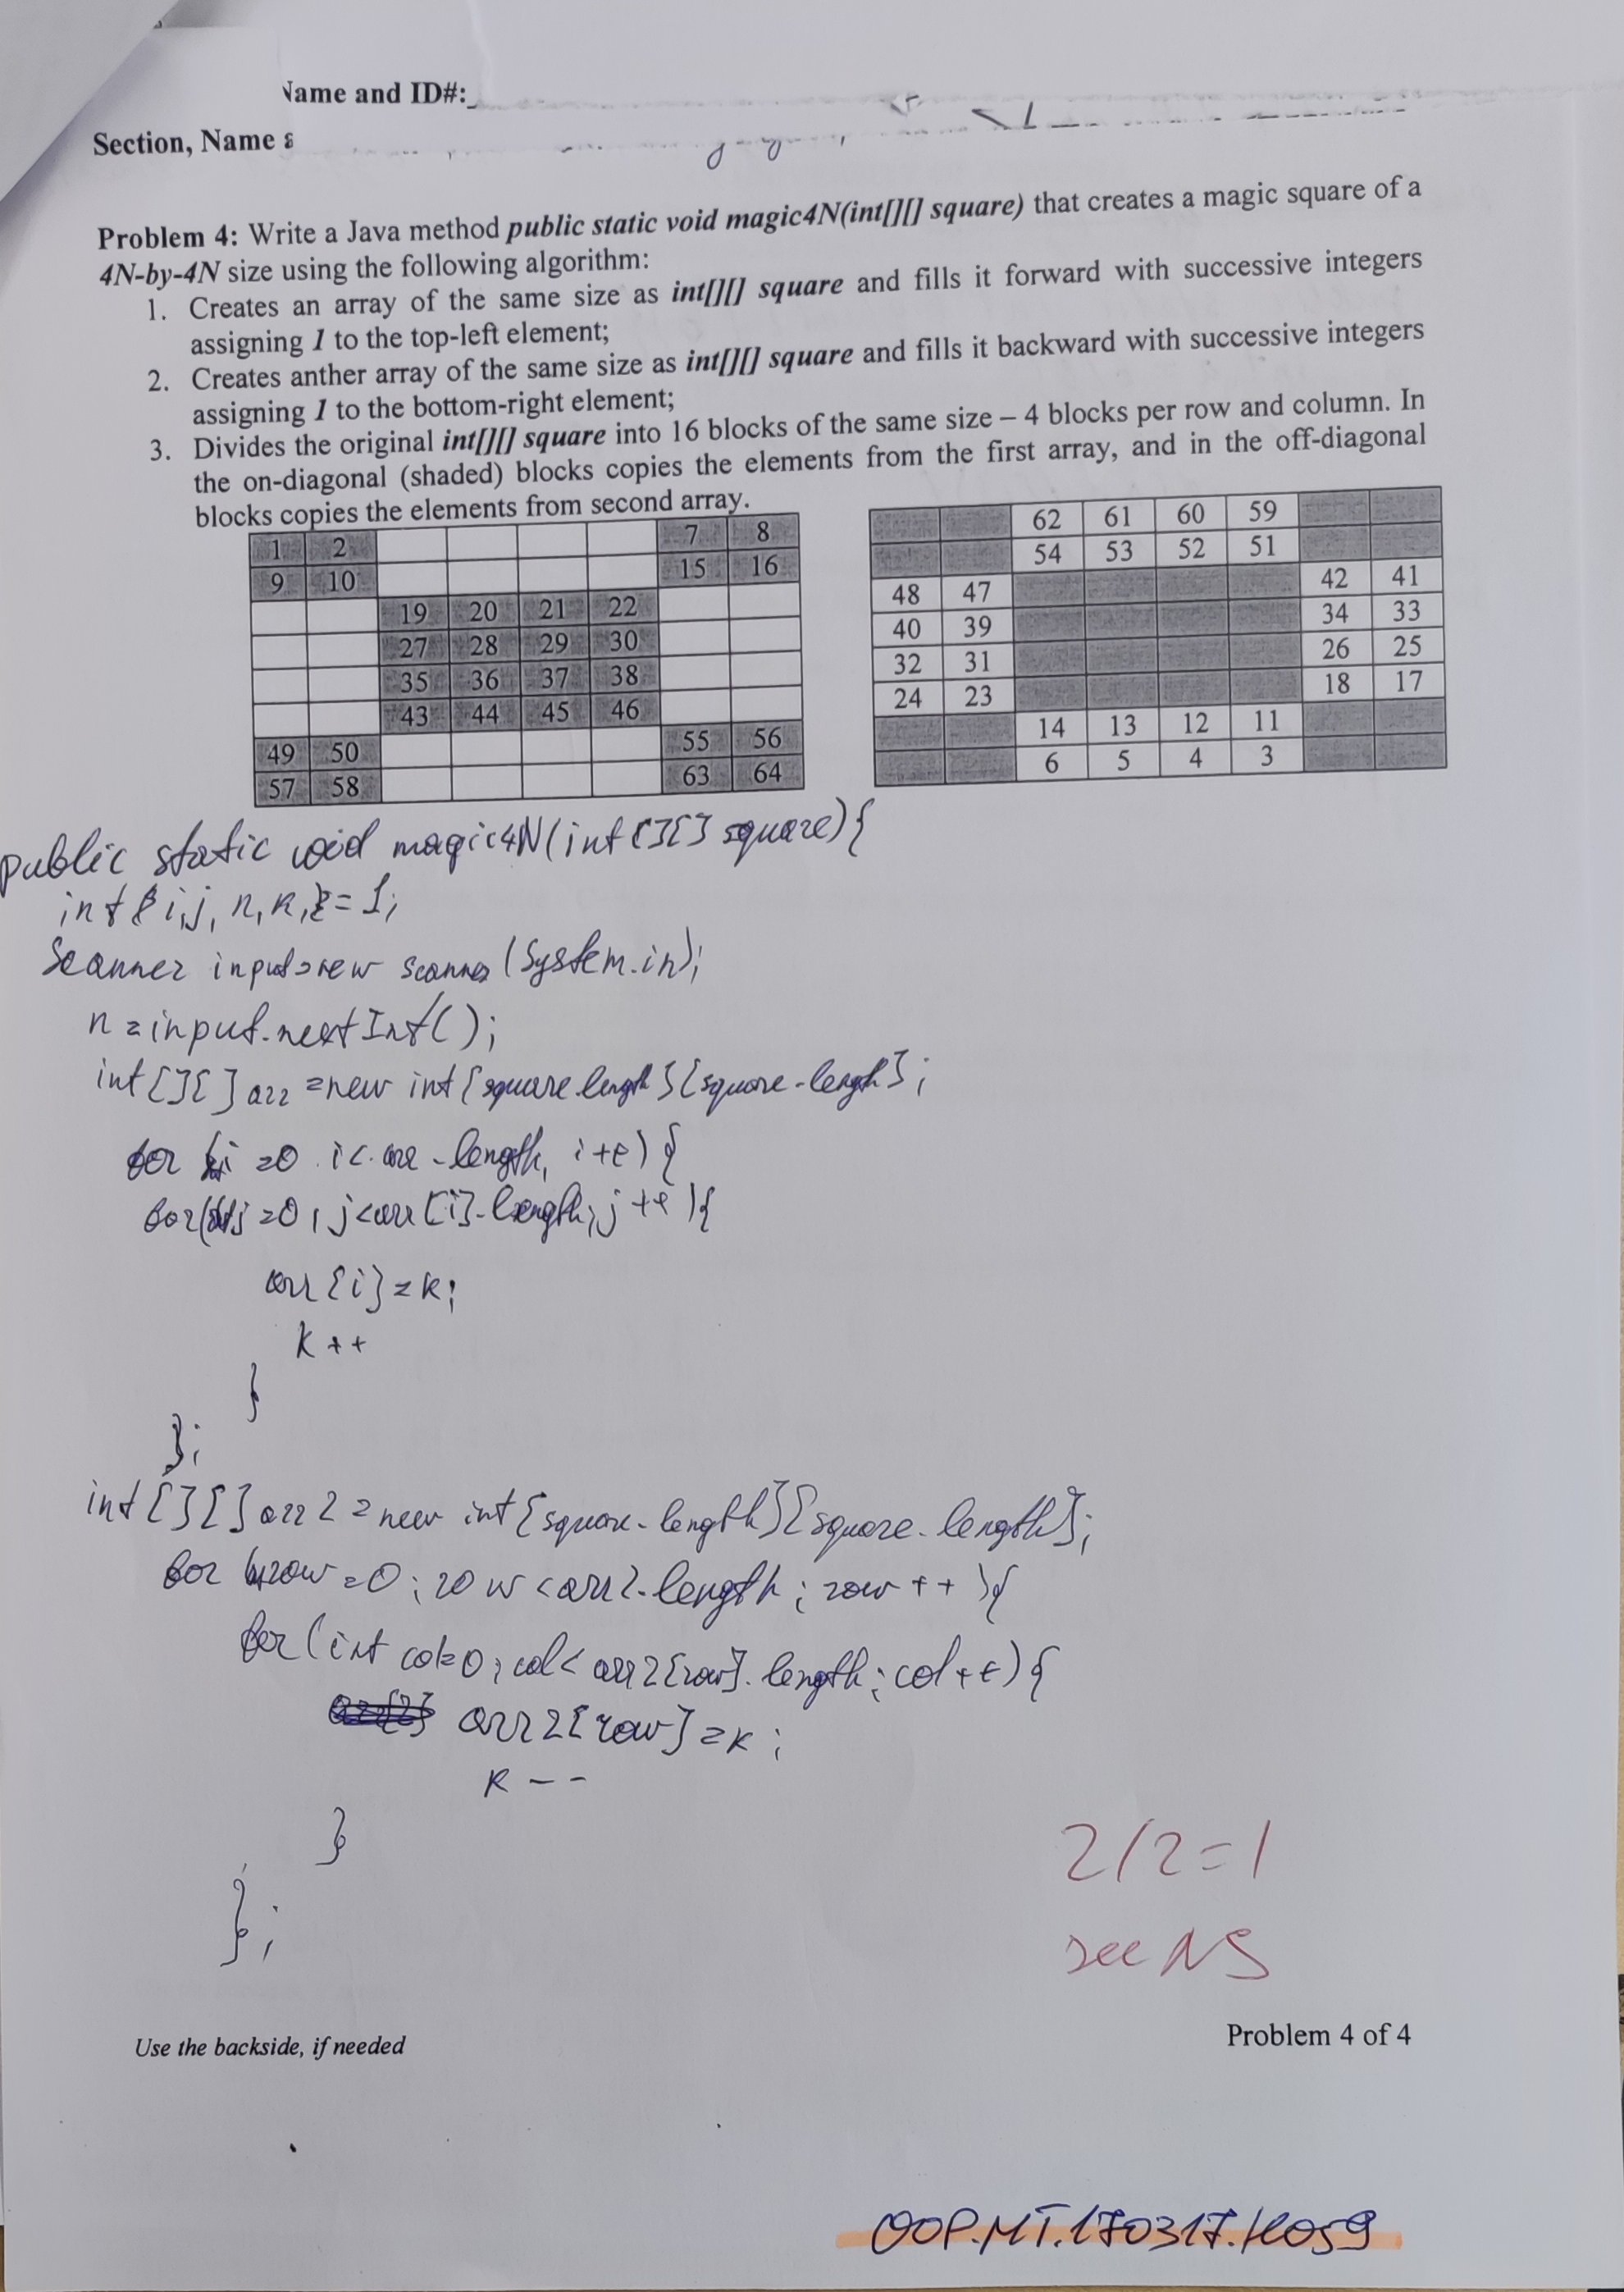 Name and ID#:
Section, Name
Problem 4: Write a Java method public static void magic4N(int[][] square) that creates a magic square of a
4N-by-4N size using the following algorithm:
1. Creates an array of the same size as int[][] square and fills it forward with successive integers
assigning 1 to the top-left element;
2. Creates anther array of the same size as int[][] square and fills it backward with successive integers
assigning 1 to the bottom-right element;
3. Divides the original int[][] square into 16 blocks of the same size – 4 blocks per row and column. In
the on-diagonal (shaded) blocks copies the elements from the first array, and in the off-diagonal
blocks copies the elements from second array.
1 2 7 8
9 10 15 16
19 20 21 22
27 28 29 30
35 36 37 38
43 44 45 46
49 50 55 56
57 58 63 64
62 61 60 59
54 53 52 51
48 47 42 41
40 39 34 33
32 31 26 25
24 23 18 17
14 13 12 11
6 5 4 3
public static void magic4N(int[][] square){
int i,j, n, k, = 1;
Scanner input=new scanner (System.in);
n = input.nextInt();
int [][] arr = new int [square.length][square.lengh];
for i =0 i< arr.length, i++) {
for( j =0; j<arr[i].length; j++){
arr [i] = k;
k ++
}
};
int [][] arr 2 = new int [square.length][square.length];
for row =0; row < arr2.length; row ++ ){
for (int col=0; col< arr2[row].length; col++) {
arr2[row] = k;
k --
}
};
2/2=1
see NS
Use the backside, if needed
Problem 4 of 4
OOP.MT.170317.K059